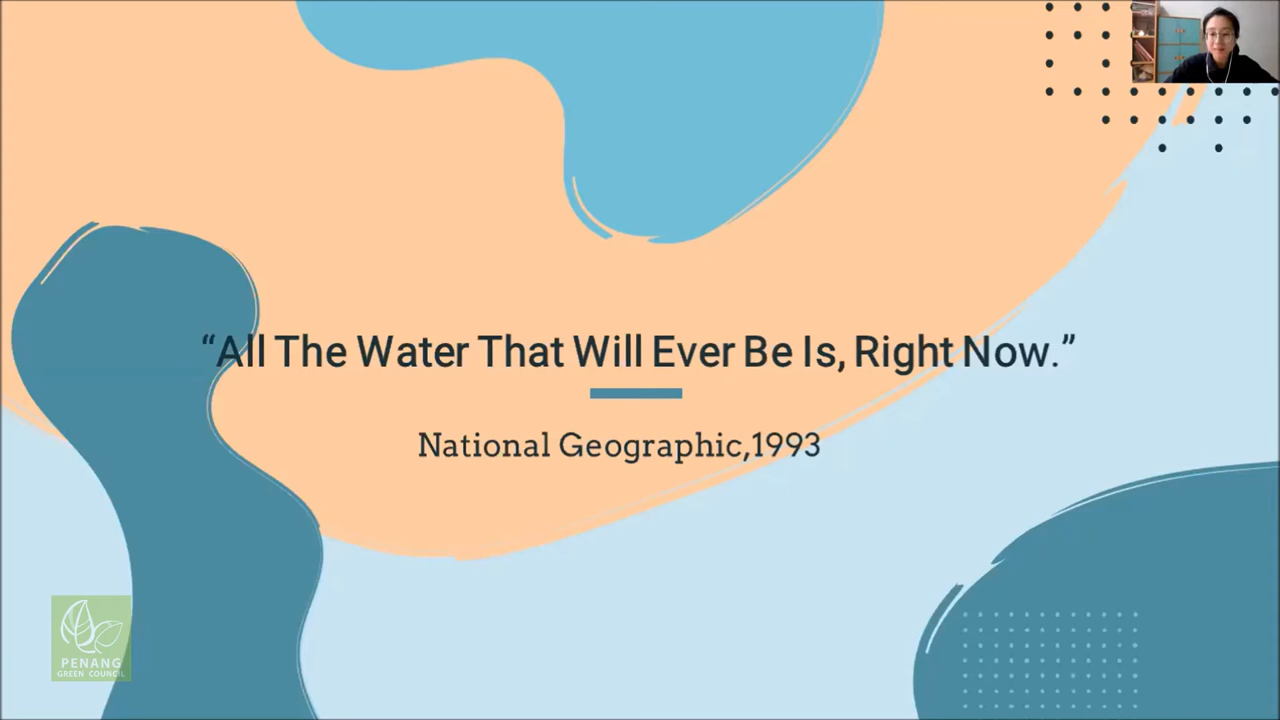 “All The Water That Will Ever Be Is, Right Now.”
National Geographic,1993
PENANG
GREEN COUNCIL